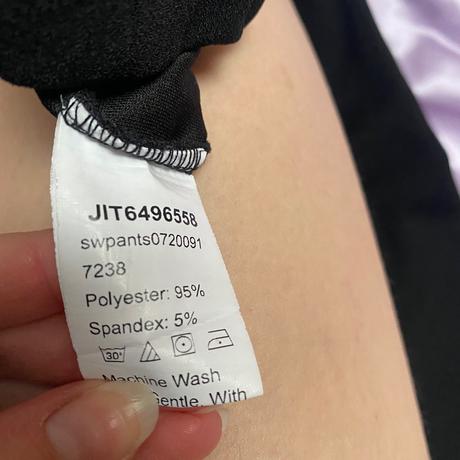 JIT6496558
swpants0720091
7238
Polyester: 95%
Spandex: 5%
30°
Machine Wash
Gentle, With